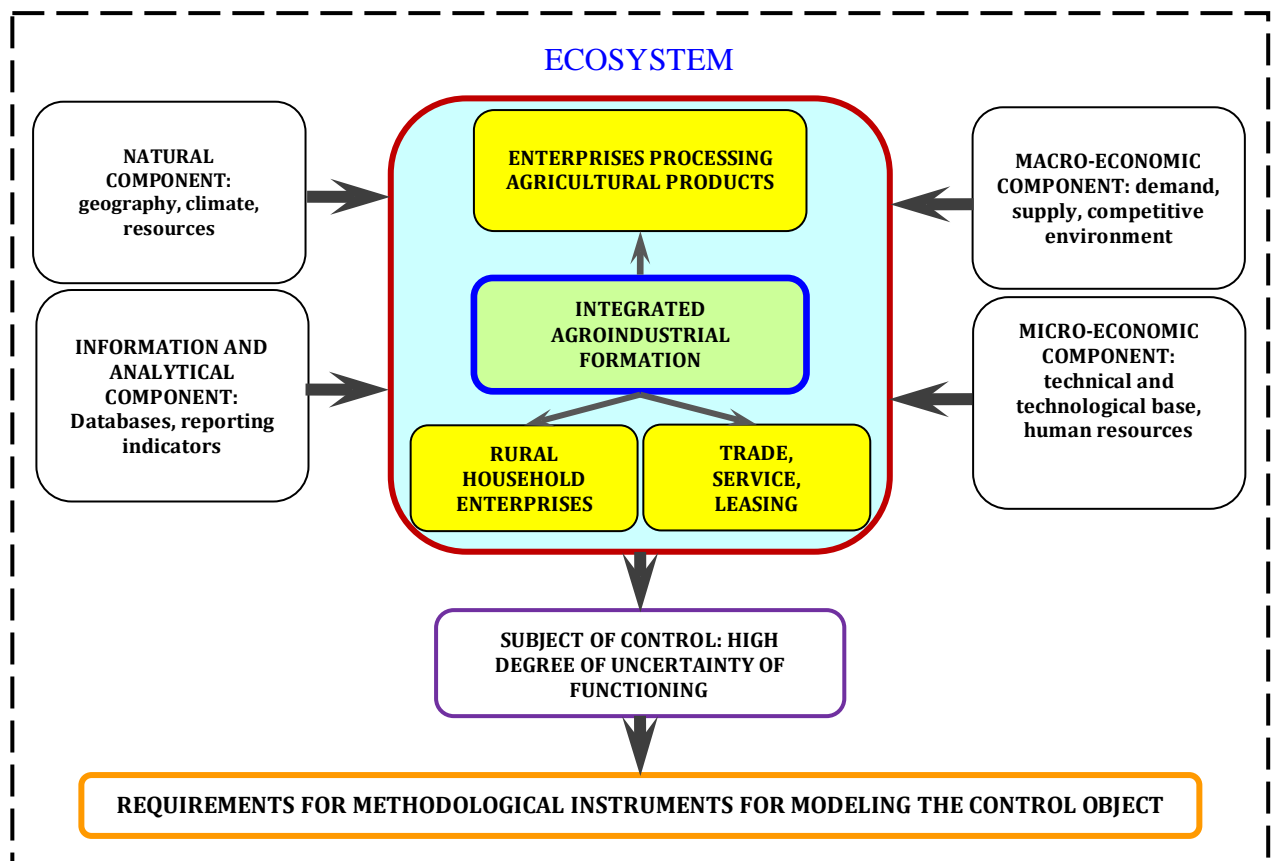 ECOSYSTEM
NATURAL
COMPONENT:
geography, climate,
resources
INFORMATION AND
ANALYTICAL
COMPONENT:
Databases, reporting
indicators
ENTERPRISES PROCESSING
AGRICULTURAL PRODUCTS
INTEGRATED
AGROINDUSTRIAL
FORMATION
RURAL
HOUSEHOLD
ENTERPRISES
TRADE,
SERVICE,
LEASING
MACRO-ECONOMIC
COMPONENT: demand,
supply, competitive
environment
MICRO-ECONOMIC
COMPONENT:
technical and
technological base,
human resources
SUBJECT OF CONTROL: HIGH
DEGREE OF UNCERTAINTY OF
FUNCTIONING
REQUIREMENTS FOR METHODOLOGICAL INSTRUMENTS FOR MODELING THE CONTROL OBJECT